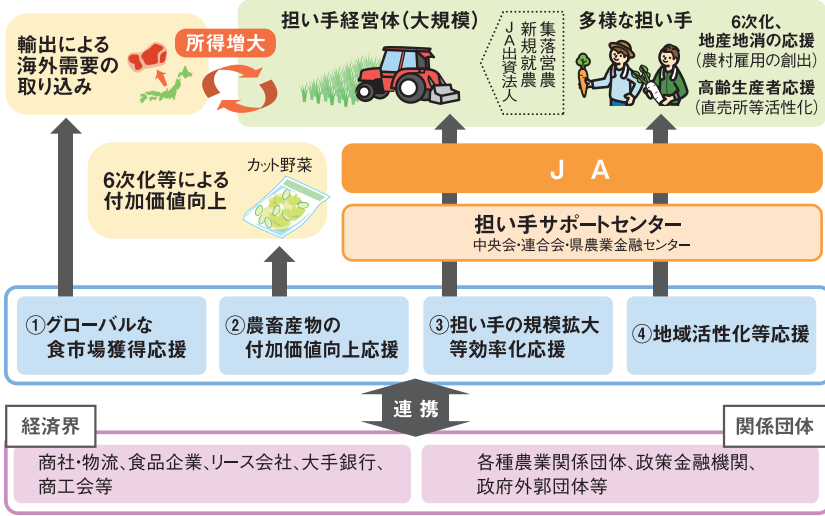 輸出による
海外需要の
取り込み
所得増大
担い手経営体(大規模)
集落営農
新規就農
JA出資法人
多様な担い手
6次化、
地産地消の応援
(農村雇用の創出)
高齢生産者応援
(直売所等活性化)
6次化等による
付加価値向上
カット野菜
JA
担い手サポートセンター
中央会・連合会・県農業金融センター
①グローバルな
食市場獲得応援
②農畜産物の
付加価値向上応援
③担い手の規模拡大
等効率化応援
④地域活性化等応援
連携
経済界
関係団体
商社・物流、食品企業、リース会社、大手銀行、
商工会等
各種農業関係団体、政策金融機関、
政府外郭団体等